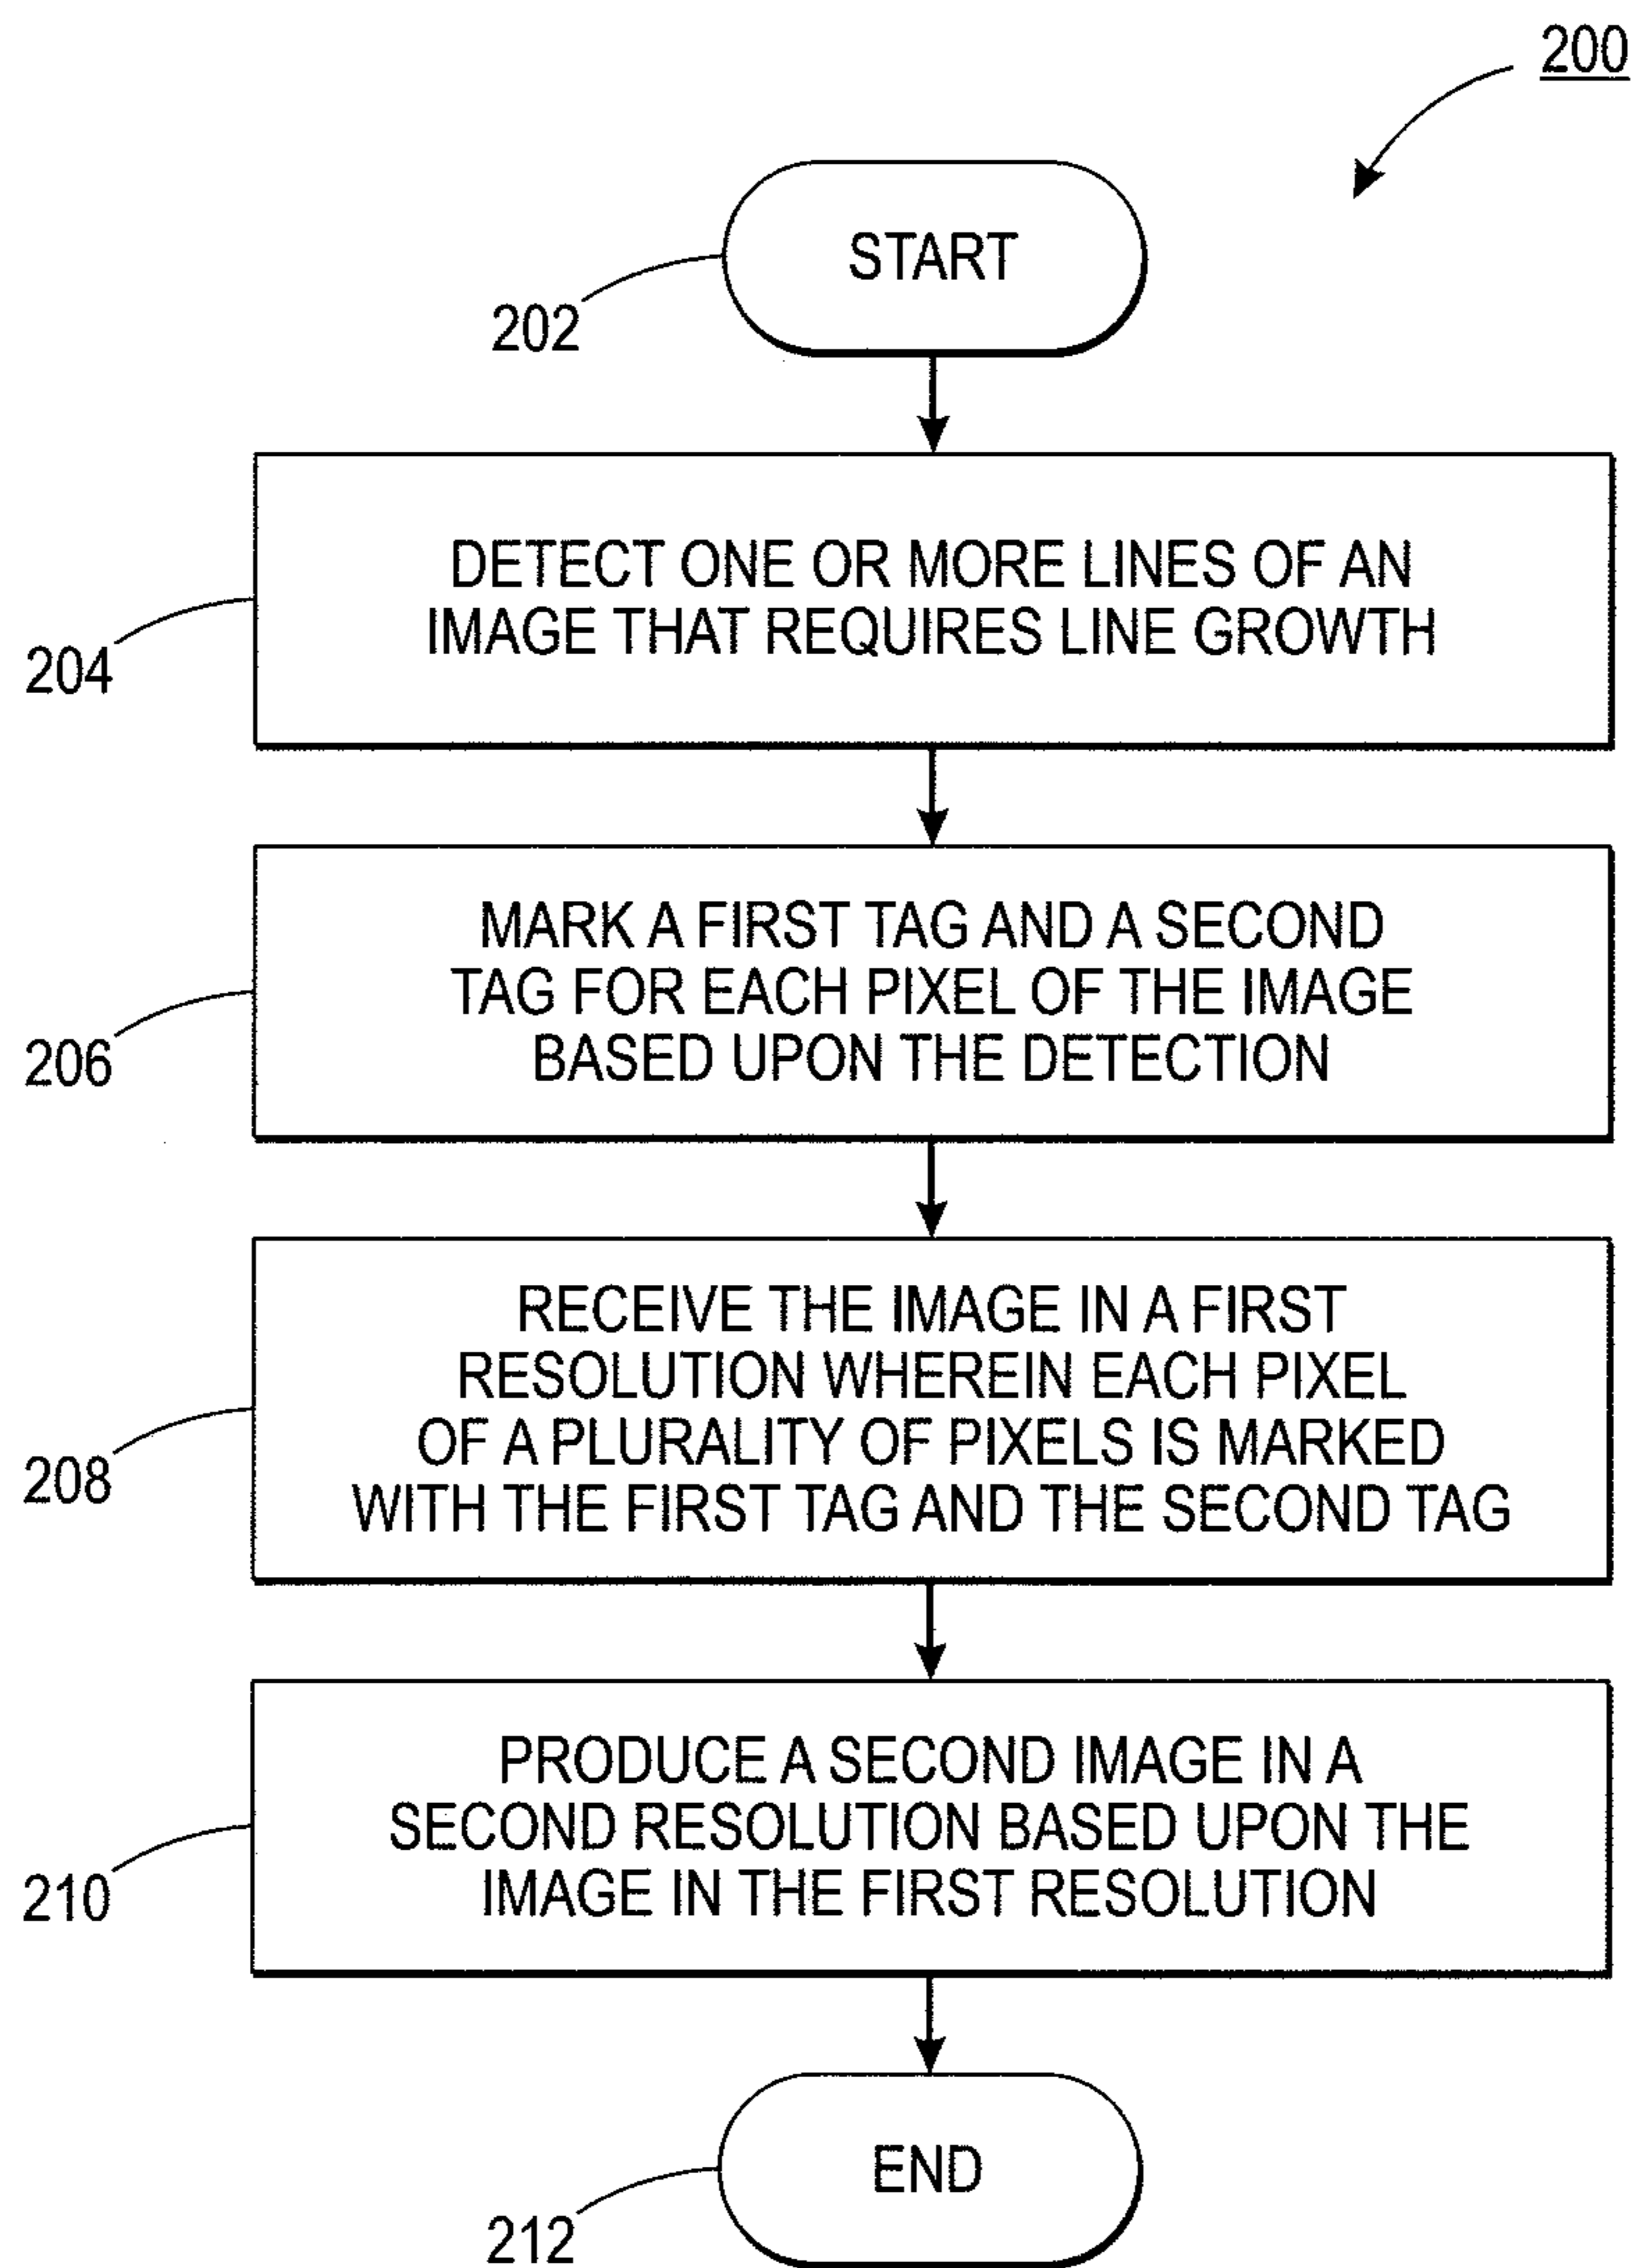 200
START
202
DETECT ONE OR MORE LINES OF AN
IMAGE THAT REQUIRES LINE GROWTH
204
MARK A FIRST TAG AND A SECOND
TAG FOR EACH PIXEL OF THE IMAGE
BASED UPON THE DETECTION
206
RECEIVE THE IMAGE IN A FIRST
RESOLUTION WHEREIN EACH PIXEL
OF A PLURALITY OF PIXELS IS MARKED
WITH THE FIRST TAG AND THE SECOND TAG
208
PRODUCE A SECOND IMAGE IN A
SECOND RESOLUTION BASED UPON THE
IMAGE IN THE FIRST RESOLUTION
210
END
212